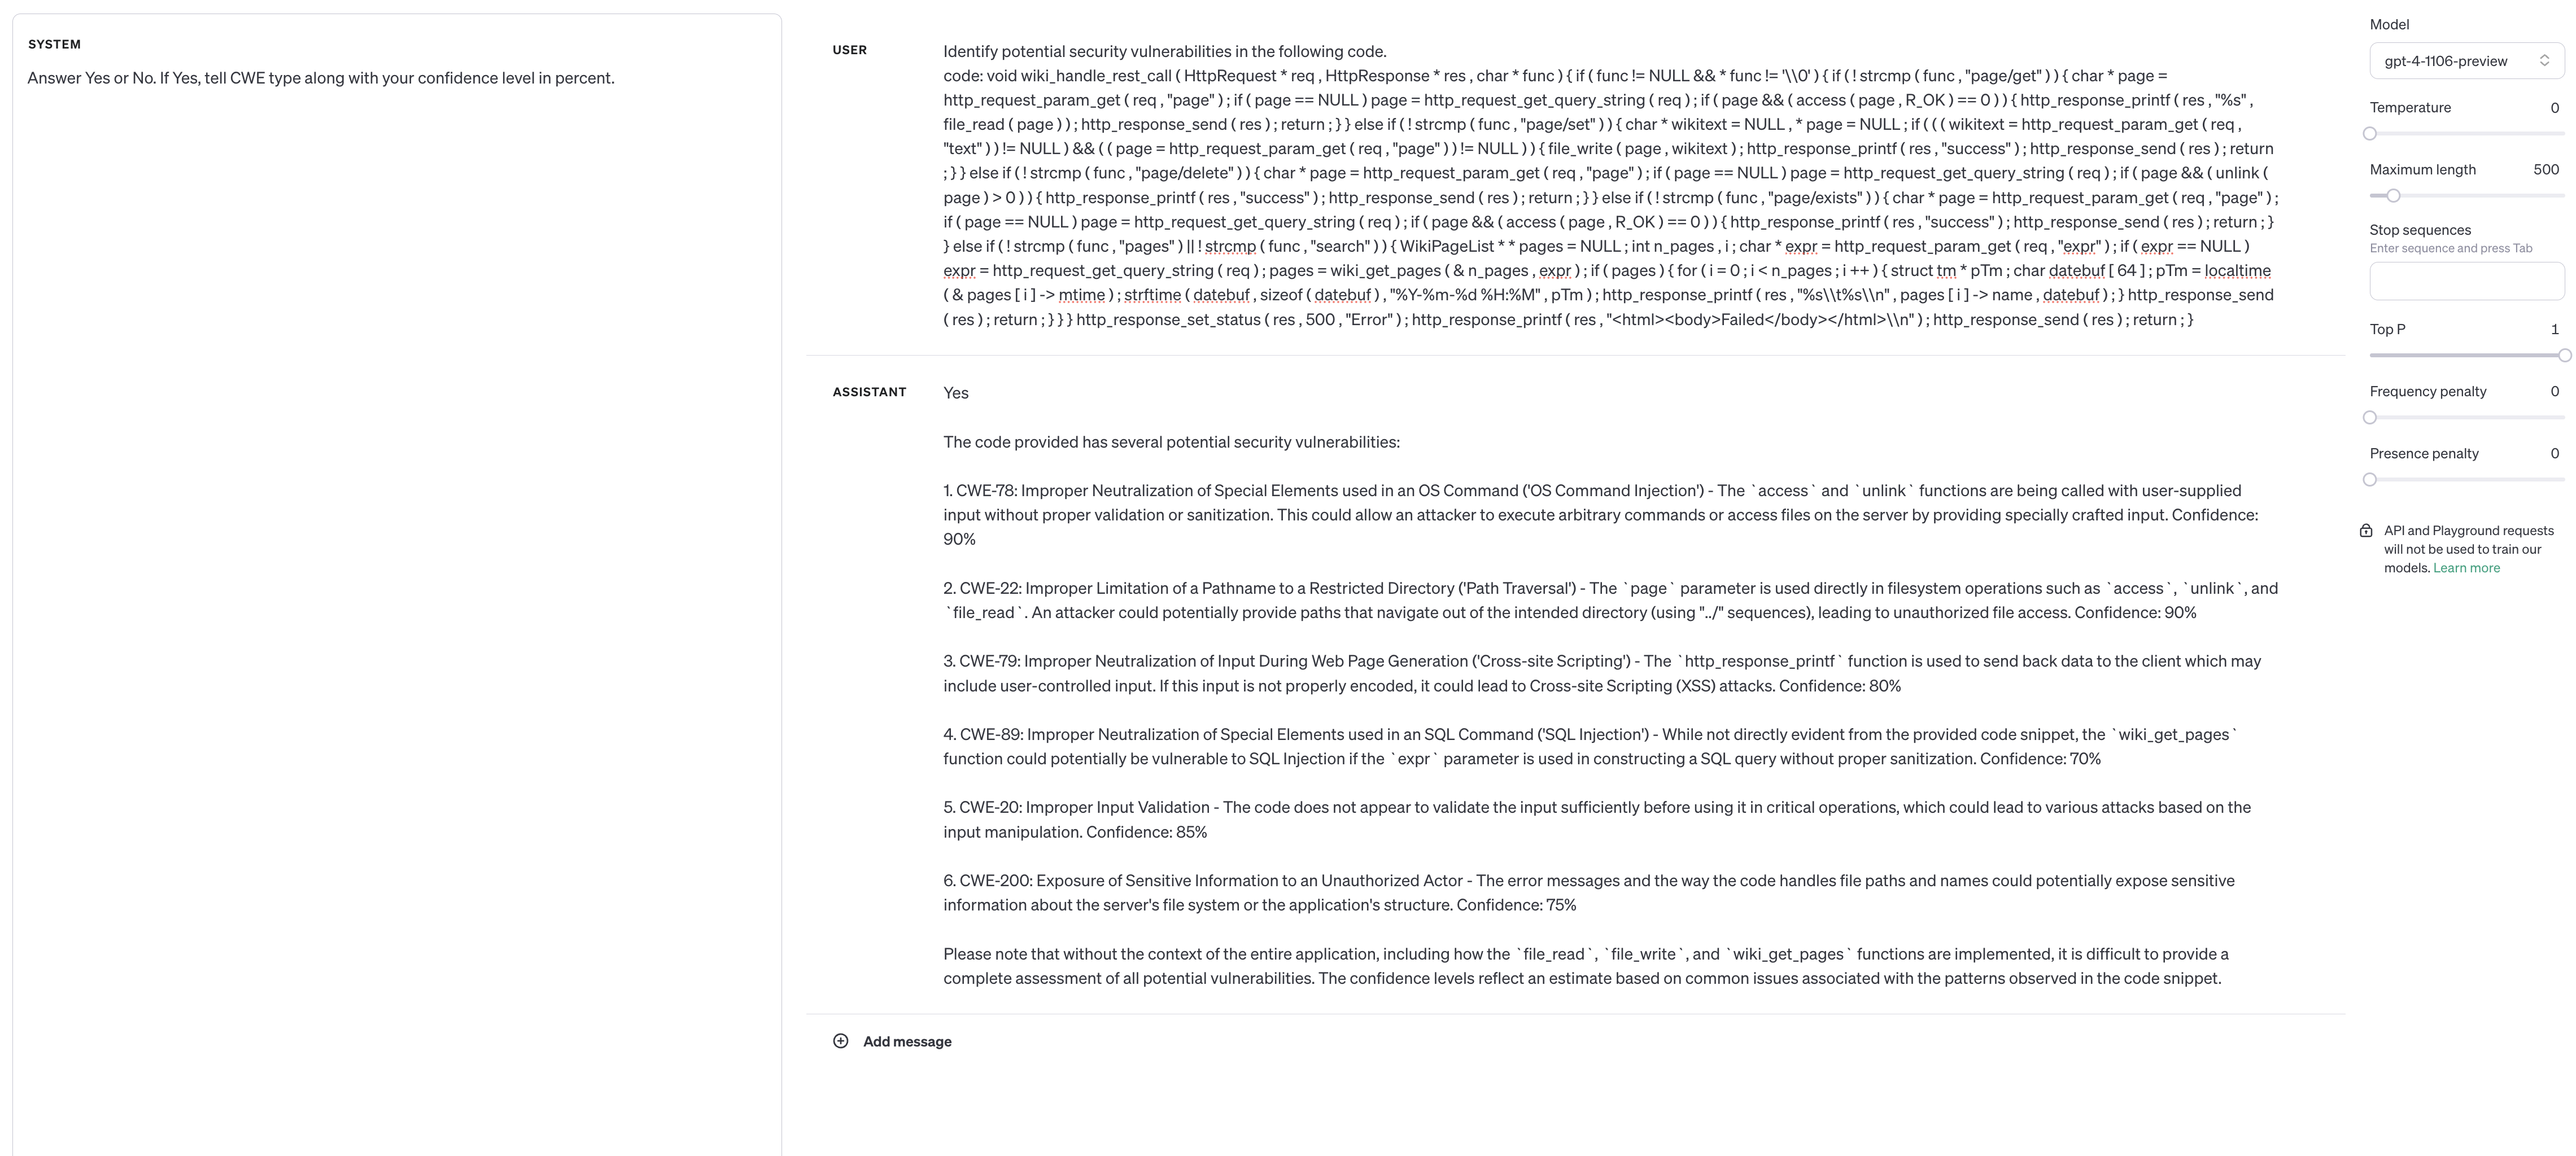 SYSTEM
Answer Yes or No. If Yes, tell CWE type along with your confidence level in percent.
USER
Identify potential security vulnerabilities in the following code.
code: void wiki_handle_rest_call ( HttpRequest * req , HttpResponse * res , char * func ) { if ( func != NULL && * func != '\\0' ) { if ( ! strcmp ( func , "page/get" ) ) { char * page =
http_request_param_get ( req , "page" ) ; if ( page == NULL ) page = http_request_get_query_string ( req ) ; if ( page && ( access ( page , R_OK ) == 0 ) ) { http_response_printf ( res , "%s" ,
file_read ( page ) ) ; http_response_send ( res ) ; return ; } } else if ( ! strcmp ( func , "page/set" ) ) { char * wikitext = NULL , * page = NULL ; if ( ( ( wikitext = http_request_param_get ( req ,
"text" ) ) != NULL ) && ( ( page = http_request_param_get ( req , "page" ) ) != NULL ) ) { file_write ( page , wikitext ) ; http_response_printf ( res , "success" ) ; http_response_send ( res ) ; return
; } } else if ( ! strcmp ( func , "page/delete" ) ) { char * page = http_request_param_get ( req , "page" ) ; if ( page == NULL ) page = http_request_get_query_string ( req ) ; if ( page && ( unlink (
page ) > 0 ) ) { http_response_printf ( res , "success" ) ; http_response_send ( res ) ; return ; } } else if ( ! strcmp ( func , "page/exists" ) ) { char * page = http_request_param_get ( req , "page" ) ;
if ( page == NULL ) page = http_request_get_query_string ( req ) ; if ( page && ( access ( page , R_OK ) == 0 ) ) { http_response_printf ( res , "success" ) ; http_response_send ( res ) ; return ; }
} else if ( ! strcmp ( func , "pages" ) || ! strcmp ( func , "search" ) ) { WikiPageList * * pages = NULL ; int n_pages , i ; char * expr = http_request_param_get ( req , "expr" ) ; if ( expr == NULL )
expr = http_request_get_query_string ( req ) ; pages = wiki_get_pages ( & n_pages , expr ) ; if ( pages ) { for ( i = 0 ; i < n_pages ; i ++ ) { struct tm * pTm ; char datebuf [ 64 ] ; pTm = localtime
( & pages [ i ] -> mtime ) ; strftime ( datebuf , sizeof ( datebuf ) , "%Y-%m-%d %H:%M" , pTm ) ; http_response_printf ( res , "%s\\t%s\\n" , pages [ i ] -> name , datebuf ) ; } http_response_send
( res ) ; return ; } } } http_response_set_status ( res , 500 , "Error" ) ; http_response_printf ( res , "<html><body>Failed</body></html>\\n" ) ; http_response_send ( res ) ; return ; }
ASSISTANT
Yes
The code provided has several potential security vulnerabilities:
1. CWE-78: Improper Neutralization of Special Elements used in an OS Command ('OS Command Injection') - The `access` and `unlink` functions are being called with user-supplied
input without proper validation or sanitization. This could allow an attacker to execute arbitrary commands or access files on the server by providing specially crafted input. Confidence:
90%
2. CWE-22: Improper Limitation of a Pathname to a Restricted Directory ('Path Traversal') - The `page` parameter is used directly in filesystem operations such as `access`, `unlink`, and
`file_read`. An attacker could potentially provide paths that navigate out of the intended directory (using "../" sequences), leading to unauthorized file access. Confidence: 90%
3. CWE-79: Improper Neutralization of Input During Web Page Generation ('Cross-site Scripting') - The `http_response_printf` function is used to send back data to the client which may
include user-controlled input. If this input is not properly encoded, it could lead to Cross-site Scripting (XSS) attacks. Confidence: 80%
4. CWE-89: Improper Neutralization of Special Elements used in an SQL Command ('SQL Injection') - While not directly evident from the provided code snippet, the `wiki_get_pages`
function could potentially be vulnerable to SQL Injection if the `expr` parameter is used in constructing a SQL query without proper sanitization. Confidence: 70%
5. CWE-20: Improper Input Validation - The code does not appear to validate the input sufficiently before using it in critical operations, which could lead to various attacks based on the
input manipulation. Confidence: 85%
6. CWE-200: Exposure of Sensitive Information to an Unauthorized Actor - The error messages and the way the code handles file paths and names could potentially expose sensitive
information about the server's file system or the application's structure. Confidence: 75%
Please note that without the context of the entire application, including how the `file_read`, `file_write`, and `wiki_get_pages` functions are implemented, it is difficult to provide a
complete assessment of all potential vulnerabilities. The confidence levels reflect an estimate based on common issues associated with the patterns observed in the code snippet.
Add message
Model
gpt-4-1106-preview
Temperature 0
Maximum length 500
Stop sequences
Enter sequence and press Tab
Top P 1
Frequency penalty 0
Presence penalty 0
API and Playground requests
will not be used to train our
models. Learn more